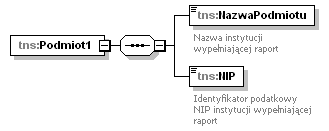 tns:Podmiot1
tns:NazwaPodmiotu
Nazwa instytucji
wypełniającej raport
tns:NIP
Identyfikator podatkowy
NIP instytucji wypełniającej
raport